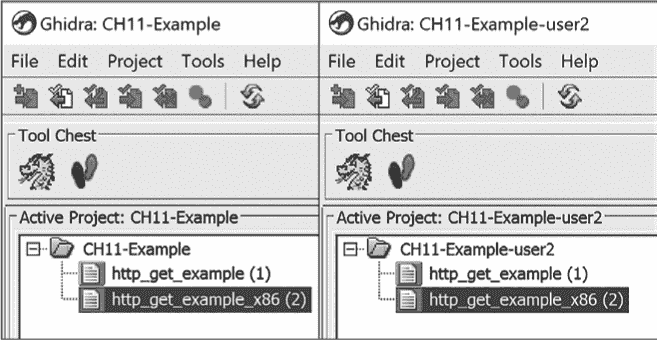 Ghidra: CH11-Example
File Edit Project Tools Help
Tool Chest
Active Project: CH11-Example
CH11-Example
http_get_example (1)
http_get_example_x86 (2)
Ghidra: CH11-Example-user2
File Edit Project Tools Help
Tool Chest
Active Project: CH11-Example-user2
CH11-Example-user2
http_get_example (1)
http_get_example_x86 (2)